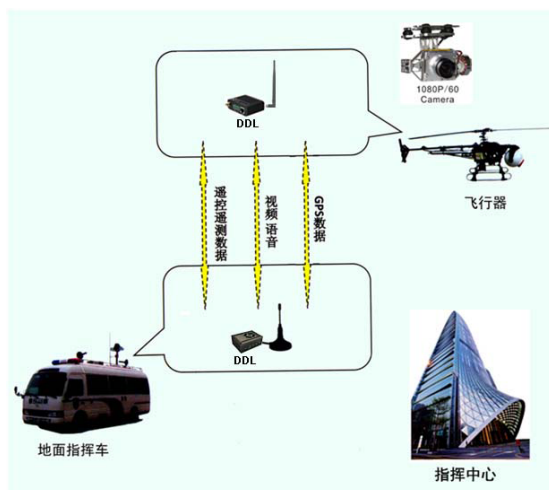 1080P/60
Camera
DDL
飞行器
遥控遥测数据
视频 语音
GPS数据
DDL
地面指挥车
指挥中心